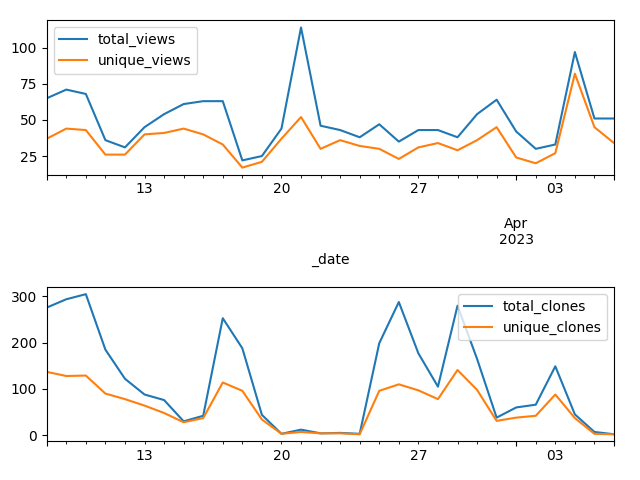 total_views
unique_views
100
75
50
25
13
20
27
03
Apr
2023
_date
total_clones
unique_clones
300
200
100
0
13
20
27
03